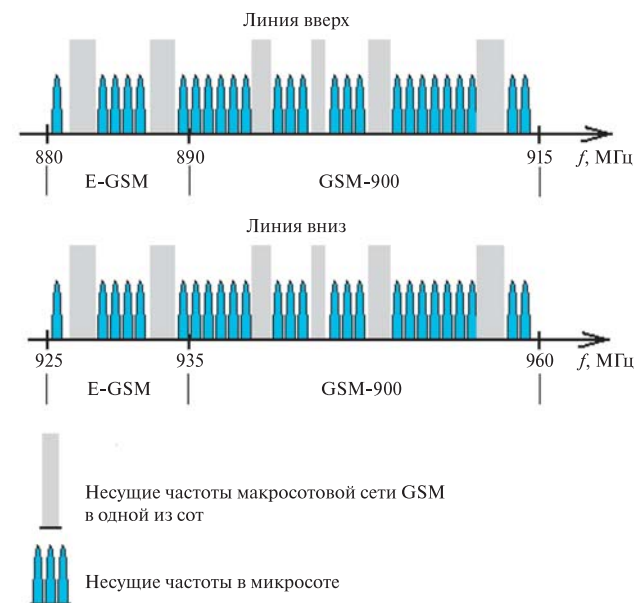 Линия вверх
880 890 915 f, МГц
E-GSM GSM-900
Линия вниз
925 935 960 f, МГц
E-GSM GSM-900
Несущие частоты макросотовой сети GSM
в одной из сот
Несущие частоты в микросоте